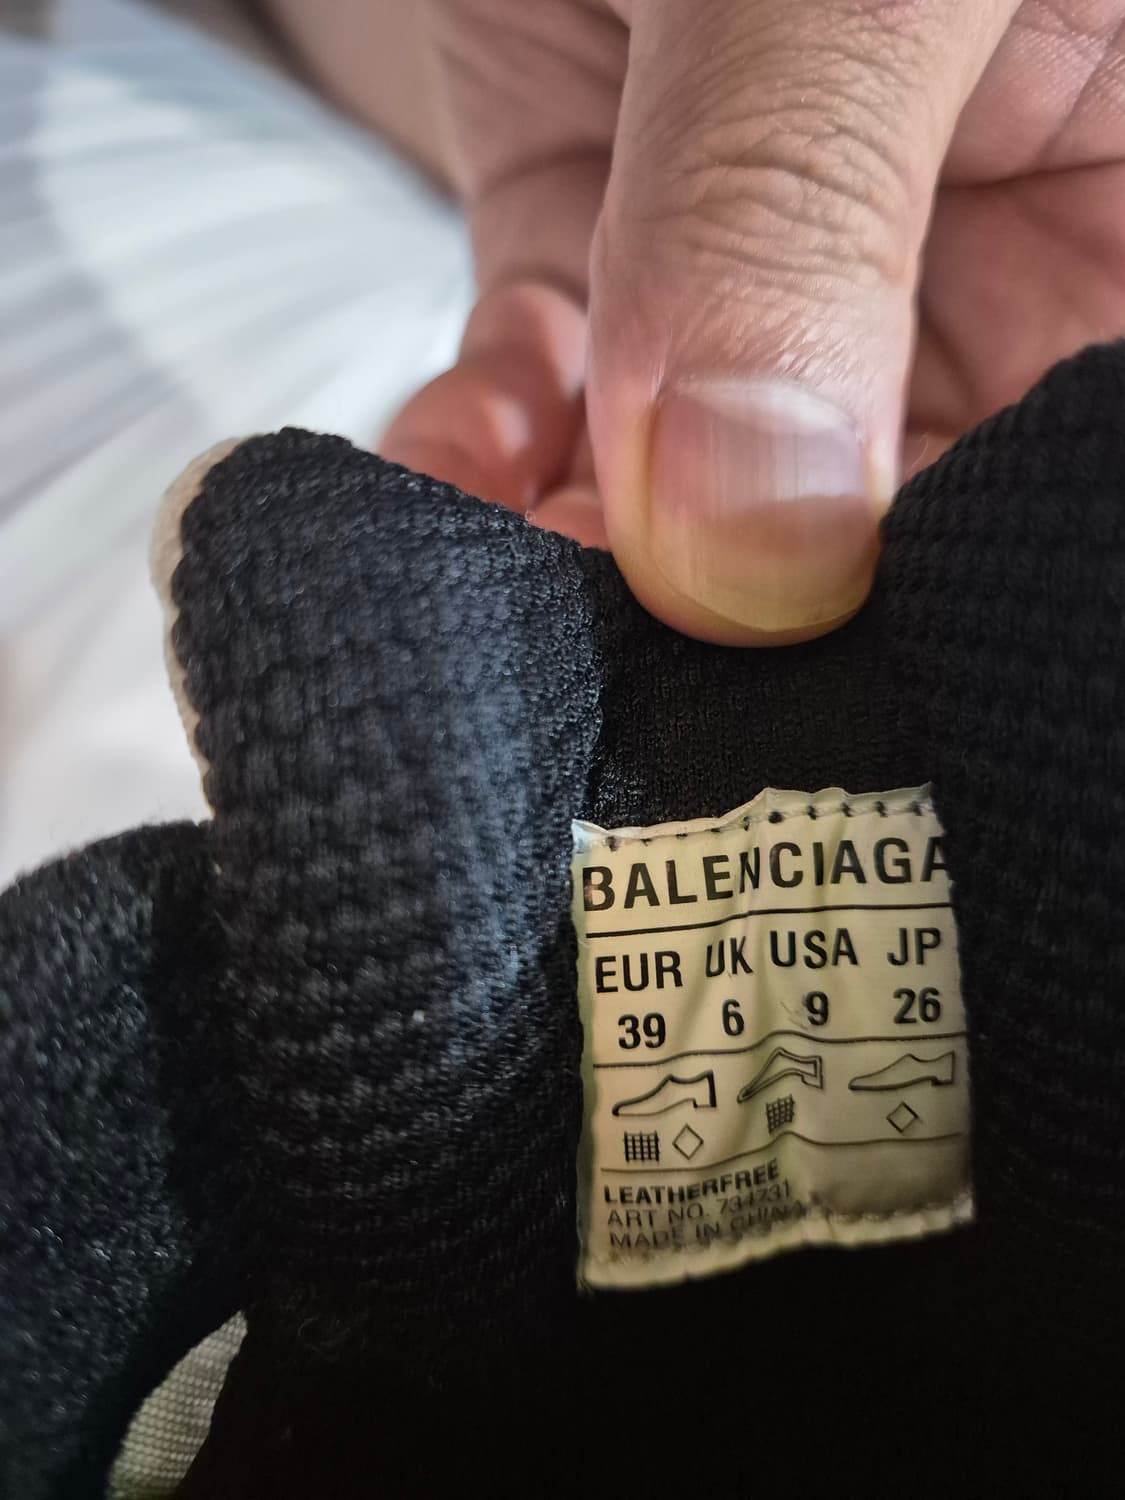 BALENCIAGA
EUR UK USA JP
39 6 9 26
LEATHERFREE
ART NO. 734731
MADE IN CHINA